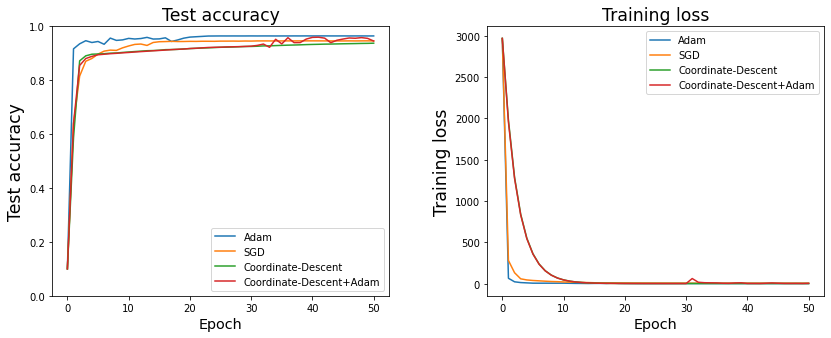 Test accuracy
Test accuracy
1.0
0.8
0.6
0.4
0.2
0.0
Adam
SGD
Coordinate-Descent
Coordinate-Descent+Adam
0 10 20 30 40 50
Epoch
Training loss
Training loss
3000
2500
2000
1500
1000
500
0
Adam
SGD
Coordinate-Descent
Coordinate-Descent+Adam
0 10 20 30 40 50
Epoch